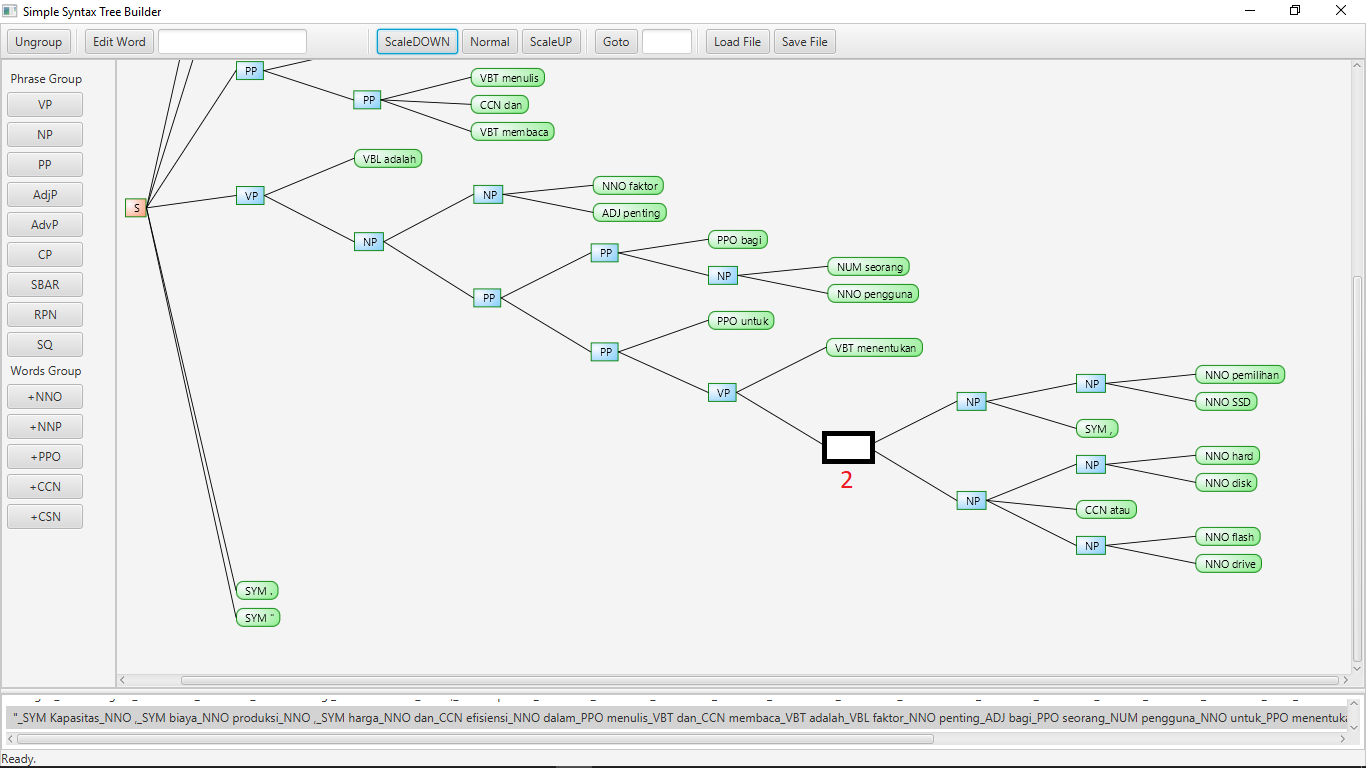 Simple Syntax Tree Builder
Ungroup Edit Word ScaleDOWN Normal ScaleUP Goto Load File Save File
Phrase Group
VP
NP
PP
AdjP
AdvP
CP
SBAR
RPN
SQ
Words Group
+NNO
+NNP
+PPO
+CCN
+CSN
PP
VBT menulis
PP
CCN dan
VBT membaca
VBL adalah
S
VP
NP
NNO faktor
ADJ penting
NP
PP
PPO bagi
NP
NUM seorang
NNO pengguna
PP
PP
PPO untuk
VP
VBT menentukan
2
NP
NP
NNO pemilihan
NNO SSD
SYM ,
NP
NP
NNO hard
NNO disk
CCN atau
NP
NNO flash
NNO drive
SYM .
SYM "
"_SYM Kapasitas_NNO ,_SYM biaya_NNO produksi_NNO ,_SYM harga_NNO dan_CCN efisiensi_NNO dalam_PPO menulis_VBT dan_CCN membaca_VBT adalah_VBL faktor_NNO penting_ADJ bagi_PPO seorang_NUM pengguna_NNO untuk_PPO menentuka
Ready.